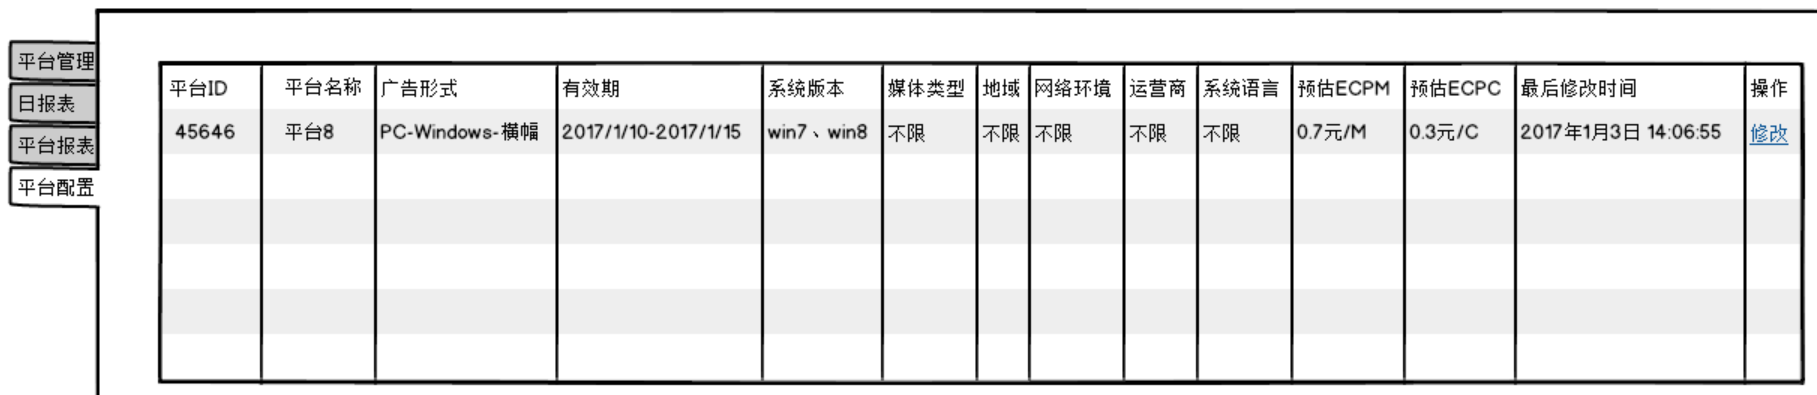 平台管理
日报表
平台报表
平台配置
平台ID 平台名称 广告形式 有效期 系统版本 媒体类型 地域 网络环境 运营商 系统语言 预估ECPM 预估ECPC 最后修改时间 操作
45646 平台8 PC-Windows-横幅 2017/1/10-2017/1/15 win7、win8 不限 不限 不限 不限 不限 0.7元/M 0.3元/C 2017年1月3日 14:06:55 修改